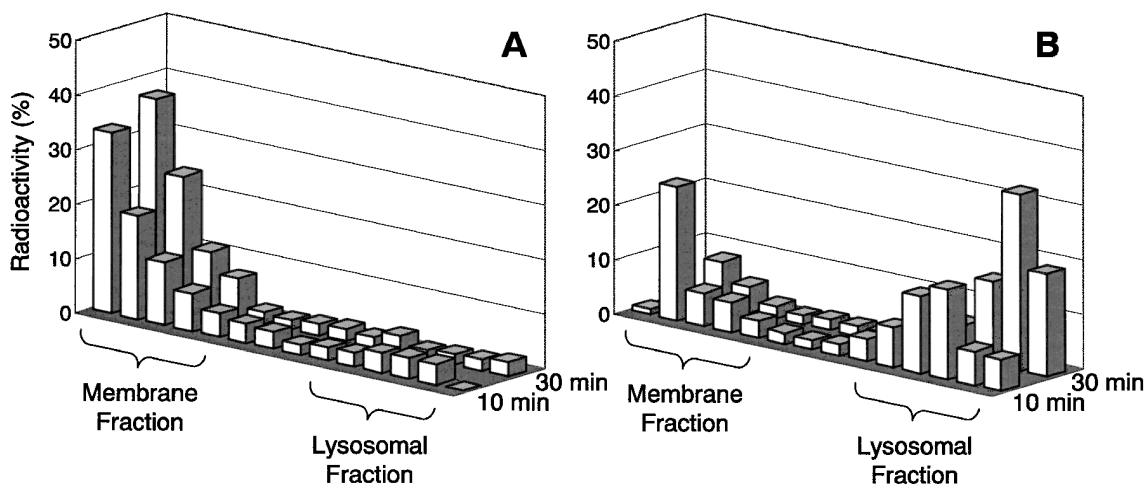 A
B
Radioactivity (%)
50
40
30
20
10
0
50
40
30
20
10
0
30 min
10 min
30 min
10 min
Membrane
Fraction
Lysosomal
Fraction
Membrane
Fraction
Lysosomal
Fraction